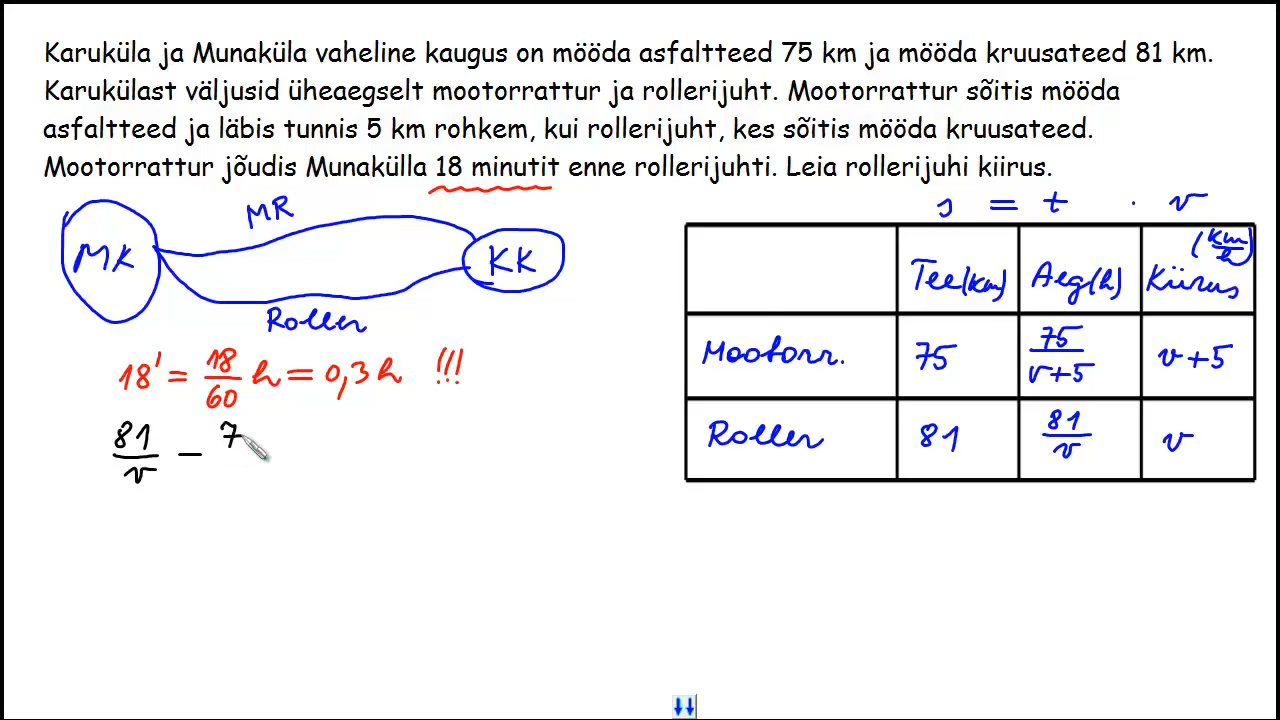 Karuküla ja Munaküla vaheline kaugus on mööda asfaltteed 75 km ja mööda kruusateed 81 km.
Karukülast väljusid üheaegselt mootorrattur ja rollerijuht. Mootorrattur sõitis mööda
asfaltteed ja läbis tunnis 5 km rohkem, kui rollerijuht, kes sõitis mööda kruusateed.
Mootorrattur jõudis Munakülla 18 minutit enne rollerijuhti. Leia rollerijuhi kiirus.
MR
MK KK
Roller
18' = 18/60 h = 0,3 h !!!
81/v - 7
s = t · v
Tee(km) Aeg(h) Kiirus (km/h)
Mootorr. 75 75/v+5 v+5
Roller 81 81/v v